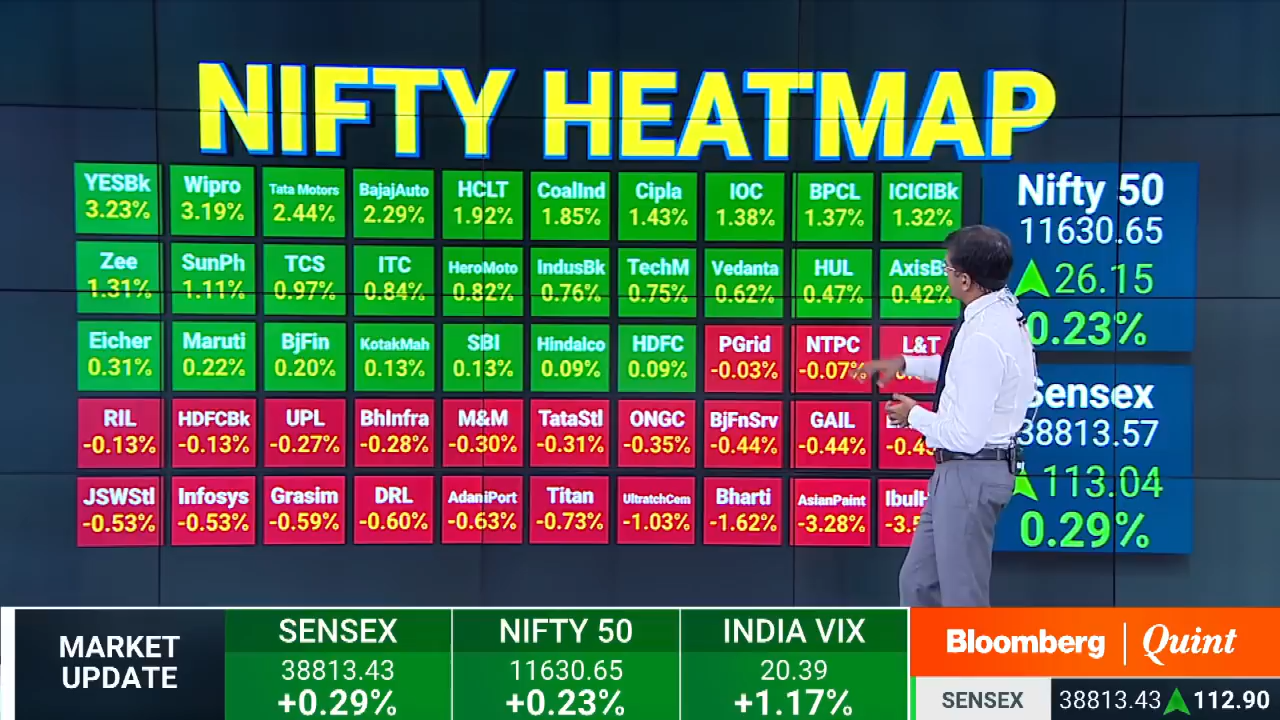 NIFTY HEATMAP
YESBk Wipro Tata Motors BajajAuto HCLT CoalInd Cipla IOC BPCL ICICIBk
3.23% 3.19% 2.44% 2.29% 1.92% 1.85% 1.43% 1.38% 1.37% 1.32%
Zee SunPh TCS ITC HeroMoto IndusBk TechM Vedanta HUL
1.31% 1.11% 0.97% 0.84% 0.82% 0.76% 0.75% 0.62% 0.47% 0.42%
Eicher Maruti BjFin KotakMah SBI Hindalco HDFC PGrid NTPC L&T
0.31% 0.22% 0.20% 0.13% 0.13% 0.09% 0.09% -0.03% -0.07%
RIL HDFCBk UPL BhInfra M&M TataStl ONGC BjFnSrv GAIL
-0.13% -0.13% -0.27% -0.28% -0.30% -0.31% -0.35% -0.44% -0.44%
JSWStl Infosys Grasim DRL AdaniPort Titan UltratchCem Bharti AsianPaint
-0.53% -0.53% -0.59% -0.60% -0.63% -0.73% -1.03% -1.62% -3.28%
Nifty 50
11630.65
26.15
0.23%
Sensex
38813.57
113.04
0.29%
MARKET
UPDATE
SENSEX
38813.43
+0.29%
NIFTY 50
11630.65
+0.23%
INDIA VIX
20.39
+1.17%
Bloomberg | Quint
SENSEX 38813.43 112.90